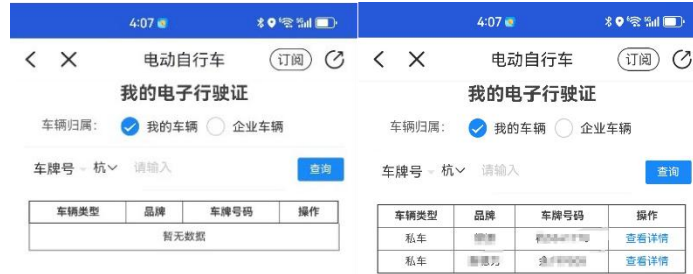 4:07
电动自行车 订阅
我的电子行驶证
车辆归属： 我的车辆 企业车辆
车牌号 杭 请输入 查询
车辆类型 品牌 车牌号码 操作
暂无数据
4:07
电动自行车 订阅
我的电子行驶证
车辆归属： 我的车辆 企业车辆
车牌号 杭 请输入 查询
车辆类型 品牌 车牌号码 操作
私车 查看详情
私车 查看详情